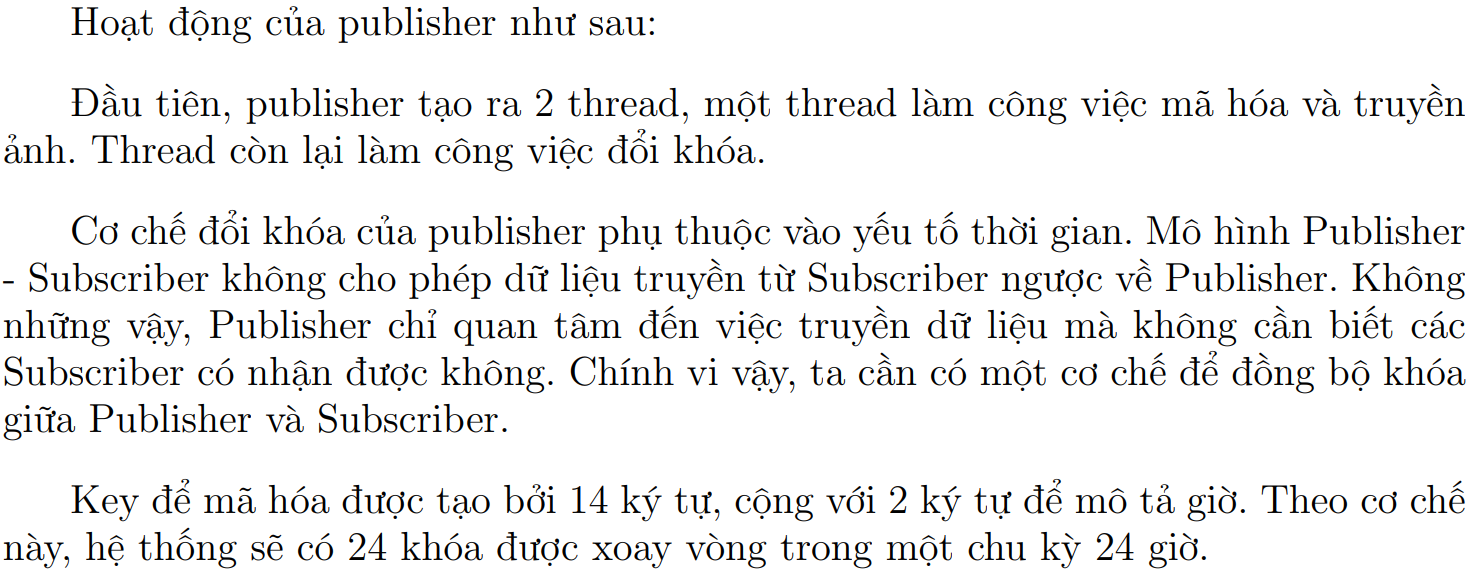 Hoạt động của publisher như sau:
Đầu tiên, publisher tạo ra 2 thread, một thread làm công việc mã hóa và truyền
ảnh. Thread còn lại làm công việc đổi khóa.
Cơ chế đổi khóa của publisher phụ thuộc vào yếu tố thời gian. Mô hình Publisher
- Subscriber không cho phép dữ liệu truyền từ Subscriber ngược về Publisher. Không
những vậy, Publisher chỉ quan tâm đến việc truyền dữ liệu mà không cần biết các
Subscriber có nhận được không. Chính vi vậy, ta cần có một cơ chế để đồng bộ khóa
giữa Publisher và Subscriber.
Key để mã hóa được tạo bởi 14 ký tự, cộng với 2 ký tự để mô tả giờ. Theo cơ chế
này, hệ thống sẽ có 24 khóa được xoay vòng trong một chu kỳ 24 giờ.